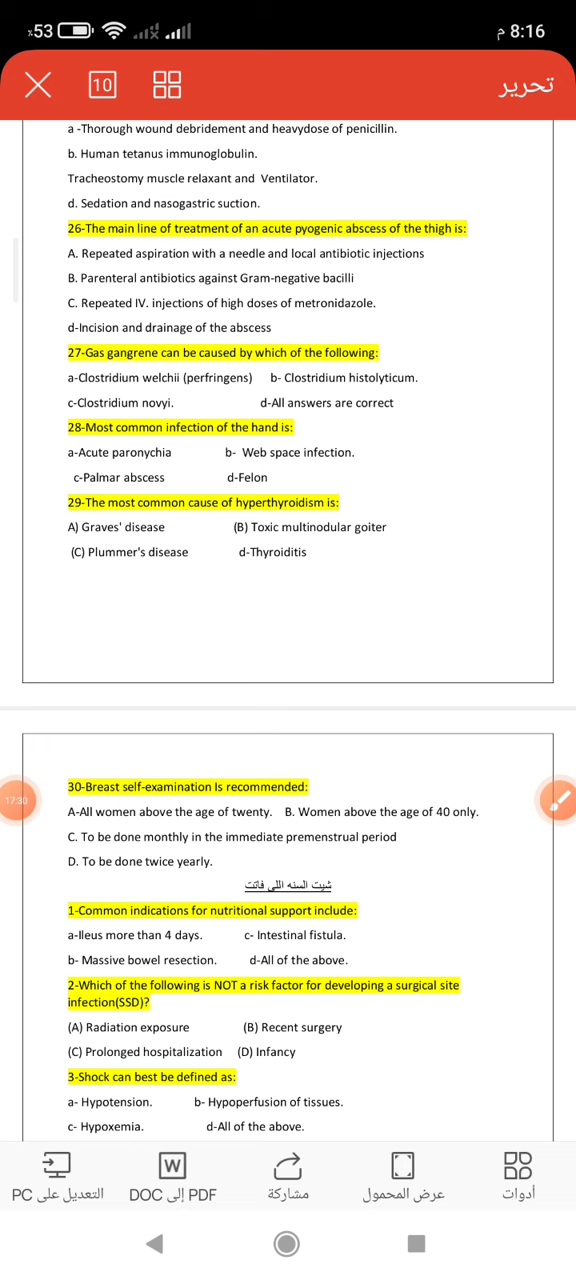 ٪53 8:16 م
10 تحرير
a -Thorough wound debridement and heavydose of penicillin.
b. Human tetanus immunoglobulin.
Tracheostomy muscle relaxant and Ventilator.
d. Sedation and nasogastric suction.
26-The main line of treatment of an acute pyogenic abscess of the thigh is:
A. Repeated aspiration with a needle and local antibiotic injections
B. Parenteral antibiotics against Gram-negative bacilli
C. Repeated IV. injections of high doses of metronidazole.
d-Incision and drainage of the abscess
27-Gas gangrene can be caused by which of the following:
a-Clostridium welchii (perfringens) b- Clostridium histolyticum.
c-Clostridium novyi. d-All answers are correct
28-Most common infection of the hand is:
a-Acute paronychia b- Web space infection.
c-Palmar abscess d-Felon
29-The most common cause of hyperthyroidism is:
A) Graves' disease (B) Toxic multinodular goiter
(C) Plummer's disease d-Thyroiditis
30-Breast self-examination Is recommended:
17:30
A-All women above the age of twenty. B. Women above the age of 40 only.
C. To be done monthly in the immediate premenstrual period
D. To be done twice yearly.
شيت السنه اللى فاتت
1-Common indications for nutritional support include:
a-Ileus more than 4 days. c- Intestinal fistula.
b- Massive bowel resection. d-All of the above.
2-Which of the following is NOT a risk factor for developing a surgical site
infection(SSD)?
(A) Radiation exposure (B) Recent surgery
(C) Prolonged hospitalization (D) Infancy
3-Shock can best be defined as:
a- Hypotension. b- Hypoperfusion of tissues.
c- Hypoxemia. d-All of the above.
W
أدوات عرض المحمول مشاركة PDF إلى DOC التعديل على PC